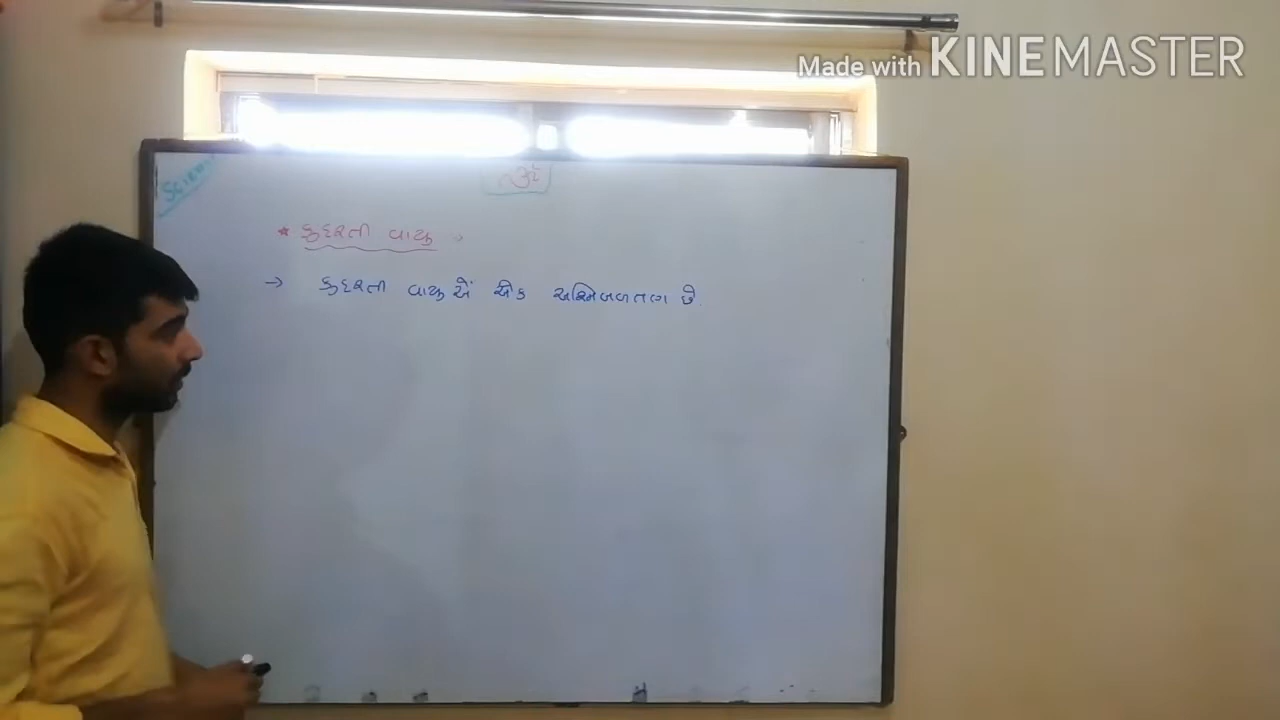 Made with KINEMASTER
SCIENCE
ૐ
* કુદરતી વાયુ →
→ કુદરતી વાયુ એ એક અશ્મિબળતણ છે.